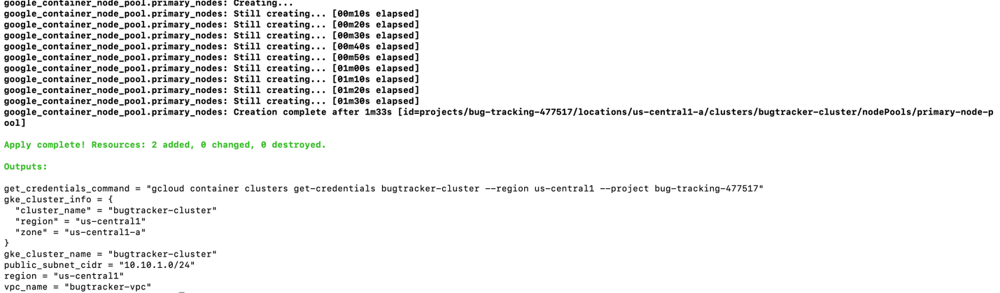 google_container_node_pool.primary_nodes: Creating...
google_container_node_pool.primary_nodes: Still creating... [00m10s elapsed]
google_container_node_pool.primary_nodes: Still creating... [00m20s elapsed]
google_container_node_pool.primary_nodes: Still creating... [00m30s elapsed]
google_container_node_pool.primary_nodes: Still creating... [00m40s elapsed]
google_container_node_pool.primary_nodes: Still creating... [00m50s elapsed]
google_container_node_pool.primary_nodes: Still creating... [01m00s elapsed]
google_container_node_pool.primary_nodes: Still creating... [01m10s elapsed]
google_container_node_pool.primary_nodes: Still creating... [01m20s elapsed]
google_container_node_pool.primary_nodes: Still creating... [01m30s elapsed]
google_container_node_pool.primary_nodes: Creation complete after 1m33s [id=projects/bug-tracking-477517/locations/us-central1-a/clusters/bugtracker-cluster/nodePools/primary-node-p
ool]
Apply complete! Resources: 2 added, 0 changed, 0 destroyed.
Outputs:
get_credentials_command = "gcloud container clusters get-credentials bugtracker-cluster --region us-central1 --project bug-tracking-477517"
gke_cluster_info = {
  "cluster_name" = "bugtracker-cluster"
  "region" = "us-central1"
  "zone" = "us-central1-a"
}
gke_cluster_name = "bugtracker-cluster"
public_subnet_cidr = "10.10.1.0/24"
region = "us-central1"
vpc_name = "bugtracker-vpc"